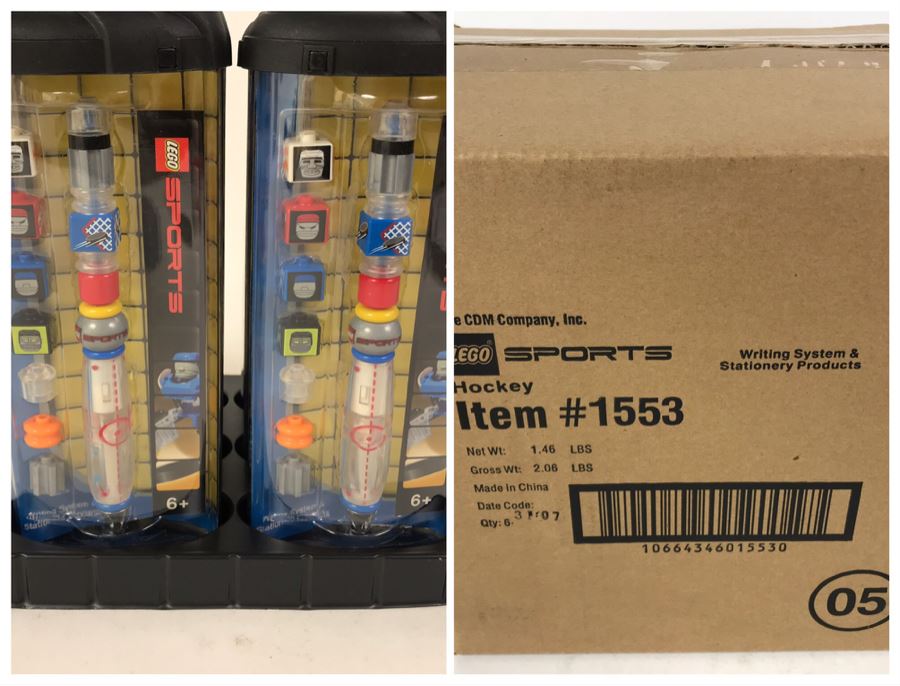 LEGO
SPORTS
6+
SPORTS
6+
e CDM Company, Inc.
LEGO SPORTS
Writing System &
Stationery Products
Hockey
Item #1553
Net Wt: 1.46 LBS
Gross Wt: 2.06 LBS
Made in China
Date Code:
Qty: 6
10664346015530
05